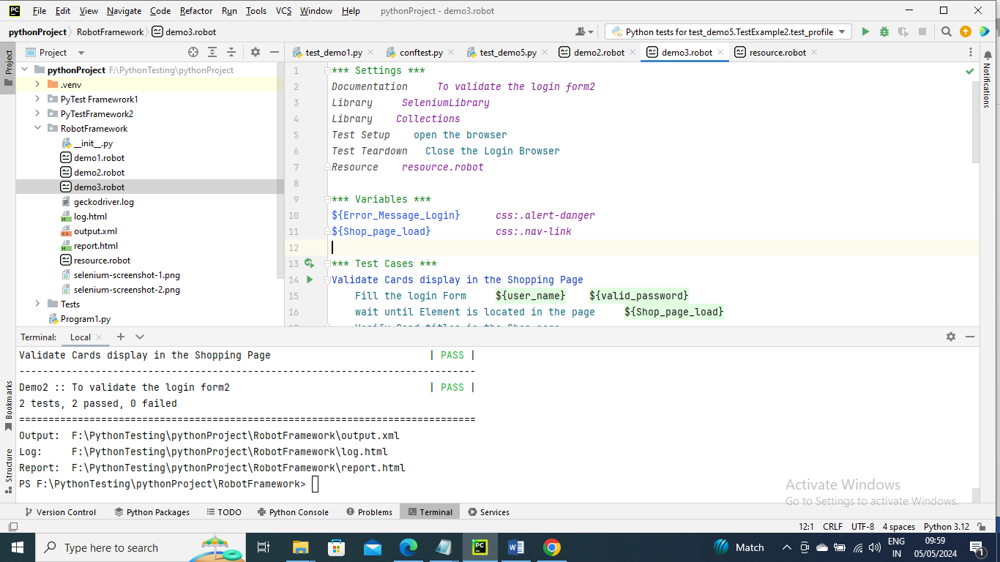 File Edit View Navigate Code Refactor Run Tools VCS Window Help pythonProject - demo3.robot
pythonProject RobotFramework demo3.robot Python tests for test_demo5.TestExample2.test_profile
Project
Project test_demo1.py conftest.py test_demo5.py demo2.robot demo3.robot resource.robot
Notifications
pythonProject F:\PythonTesting\pythonProject
.venv
PyTest Framewrork1
PyTestFramework2
RobotFramework
__init__.py
demo1.robot
demo2.robot
demo3.robot
geckodriver.log
log.html
output.xml
report.html
resource.robot
selenium-screenshot-1.png
selenium-screenshot-2.png
Tests
Program1.py
1 *** Settings ***
2 Documentation To validate the login form2
3 Library SeleniumLibrary
4 Library Collections
5 Test Setup open the browser
6 Test Teardown Close the Login Browser
7 Resource resource.robot
8
9 *** Variables ***
10 ${Error_Message_Login} css:.alert-danger
11 ${Shop_page_load} css:.nav-link
12
13 *** Test Cases ***
14 Validate Cards display in the Shopping Page
15 Fill the login Form ${user_name} ${valid_password}
16 wait until Element is located in the page ${Shop_page_load}
17 Verify Card titles in the Shop page
Terminal: Local
Validate Cards display in the Shopping Page | PASS |
------------------------------------------------------------------------------
Demo2 :: To validate the login form2 | PASS |
2 tests, 2 passed, 0 failed
==============================================================================
Output: F:\PythonTesting\pythonProject\RobotFramework\output.xml
Log: F:\PythonTesting\pythonProject\RobotFramework\log.html
Report: F:\PythonTesting\pythonProject\RobotFramework\report.html
PS F:\PythonTesting\pythonProject\RobotFramework>
Bookmarks
Structure
Activate Windows
Go to Settings to activate Windows.
Version Control Python Packages TODO Python Console Problems Terminal Services
12:1 CRLF UTF-8 4 spaces Python 3.12
Type here to search
Match
ENG
IN
09:59
05/05/2024
1